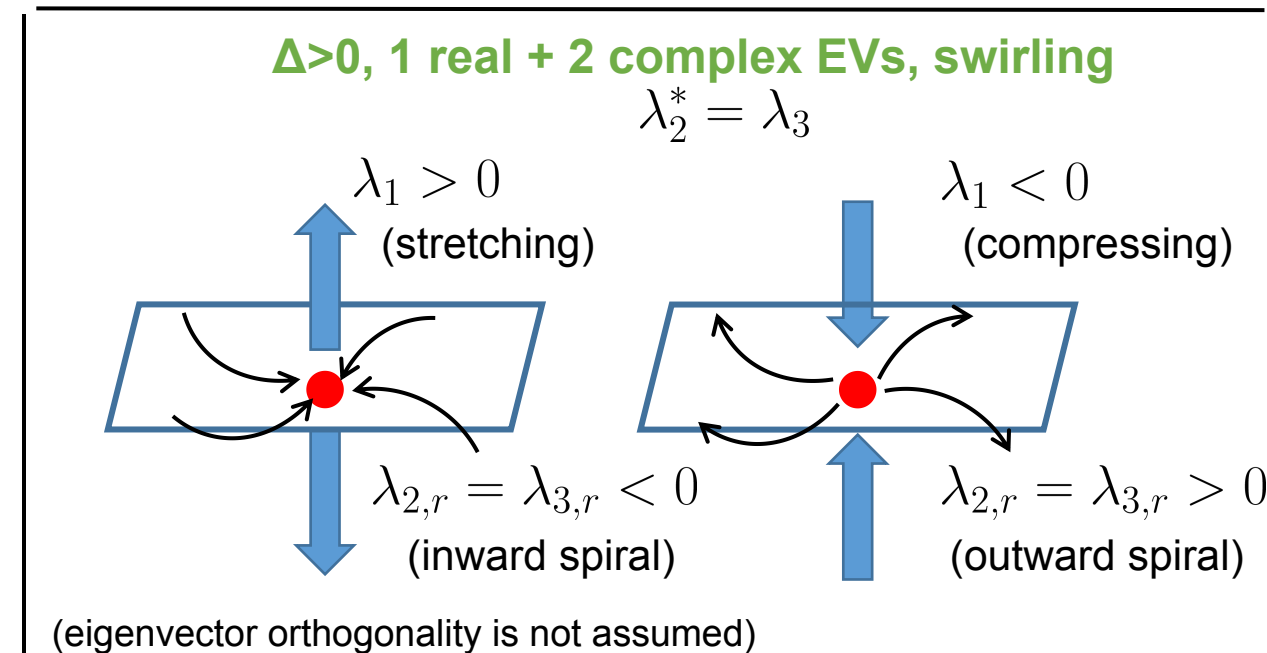 Δ>0, 1 real + 2 complex EVs, swirling
λ₂* = λ₃
λ₁ > 0
(stretching)
λ₁ < 0
(compressing)
λ₂,ᵣ = λ₃,ᵣ < 0
(inward spiral)
λ₂,ᵣ = λ₃,ᵣ > 0
(outward spiral)
(eigenvector orthogonality is not assumed)